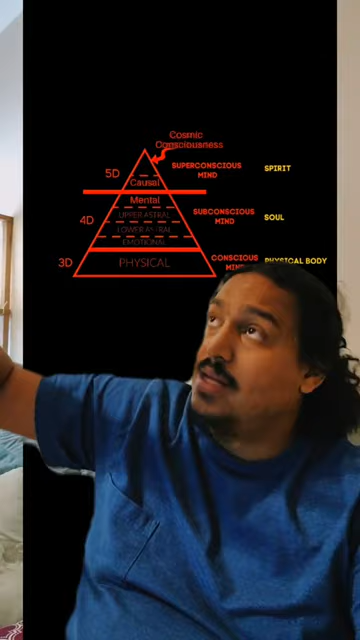 Cosmic
Consciousness
5D
SUPERCONSCIOUS
MIND
SPIRIT
Causal
Mental
4D
UPPER ASTRAL
SUBCONSCIOUS
MIND
SOUL
LOWER ASTRAL
EMOTIONAL
3D
PHYSICAL
CONSCIOUS
MIND
PHYSICAL BODY